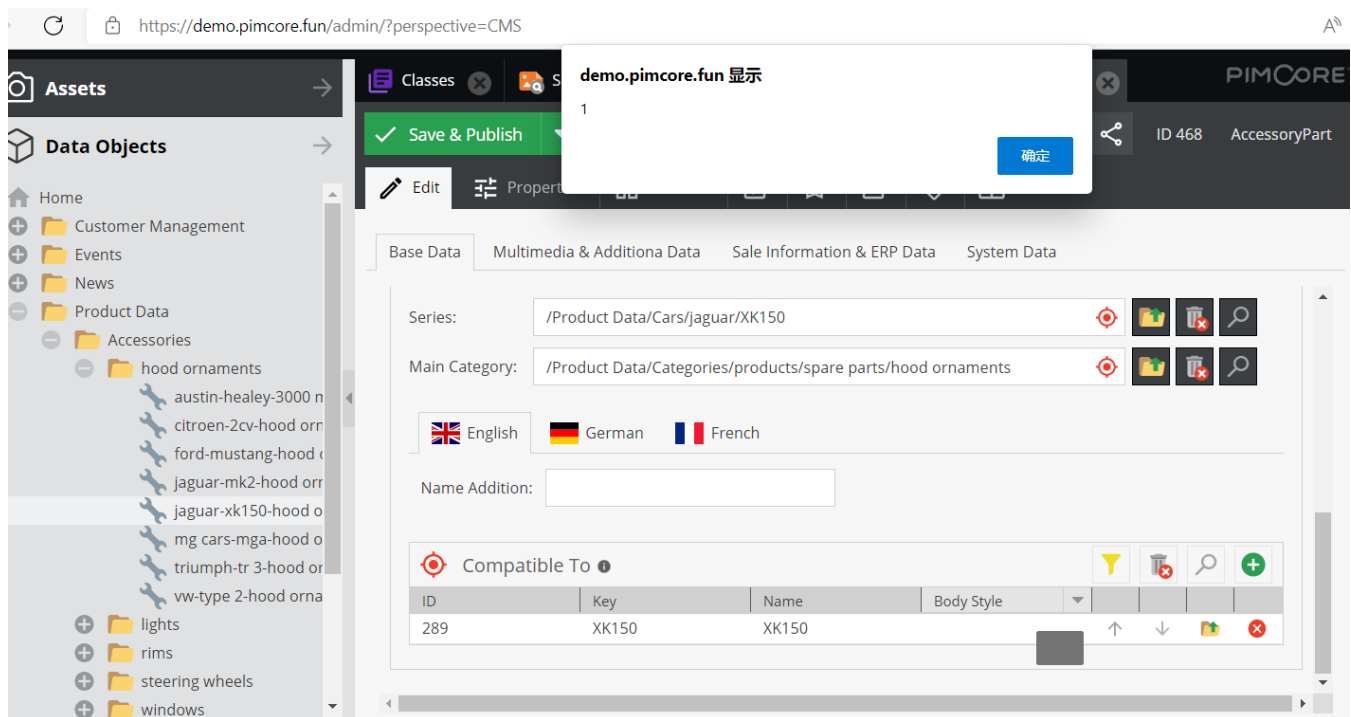 https://demo.pimcore.fun/admin/?perspective=CMS
demo.pimcore.fun 显示
1
确定
Assets
Classes
S
PIMCORE
Data Objects
Save & Publish
ID 468
AccessoryPart
Edit
Propert
Home
Customer Management
Events
News
Product Data
Accessories
hood ornaments
austin-healey-3000 m
citroen-2cv-hood orn
ford-mustang-hood o
jaguar-mk2-hood orn
jaguar-xk150-hood o
mg cars-mga-hood o
triumph-tr 3-hood or
vw-type 2-hood orna
lights
rims
steering wheels
windows
Base Data
Multimedia & Additiona Data
Sale Information & ERP Data
System Data
Series:
/Product Data/Cars/jaguar/XK150
Main Category:
/Product Data/Categories/products/spare parts/hood ornaments
English
German
French
Name Addition:
Compatible To
ID
Key
Name
Body Style
289
XK150
XK150